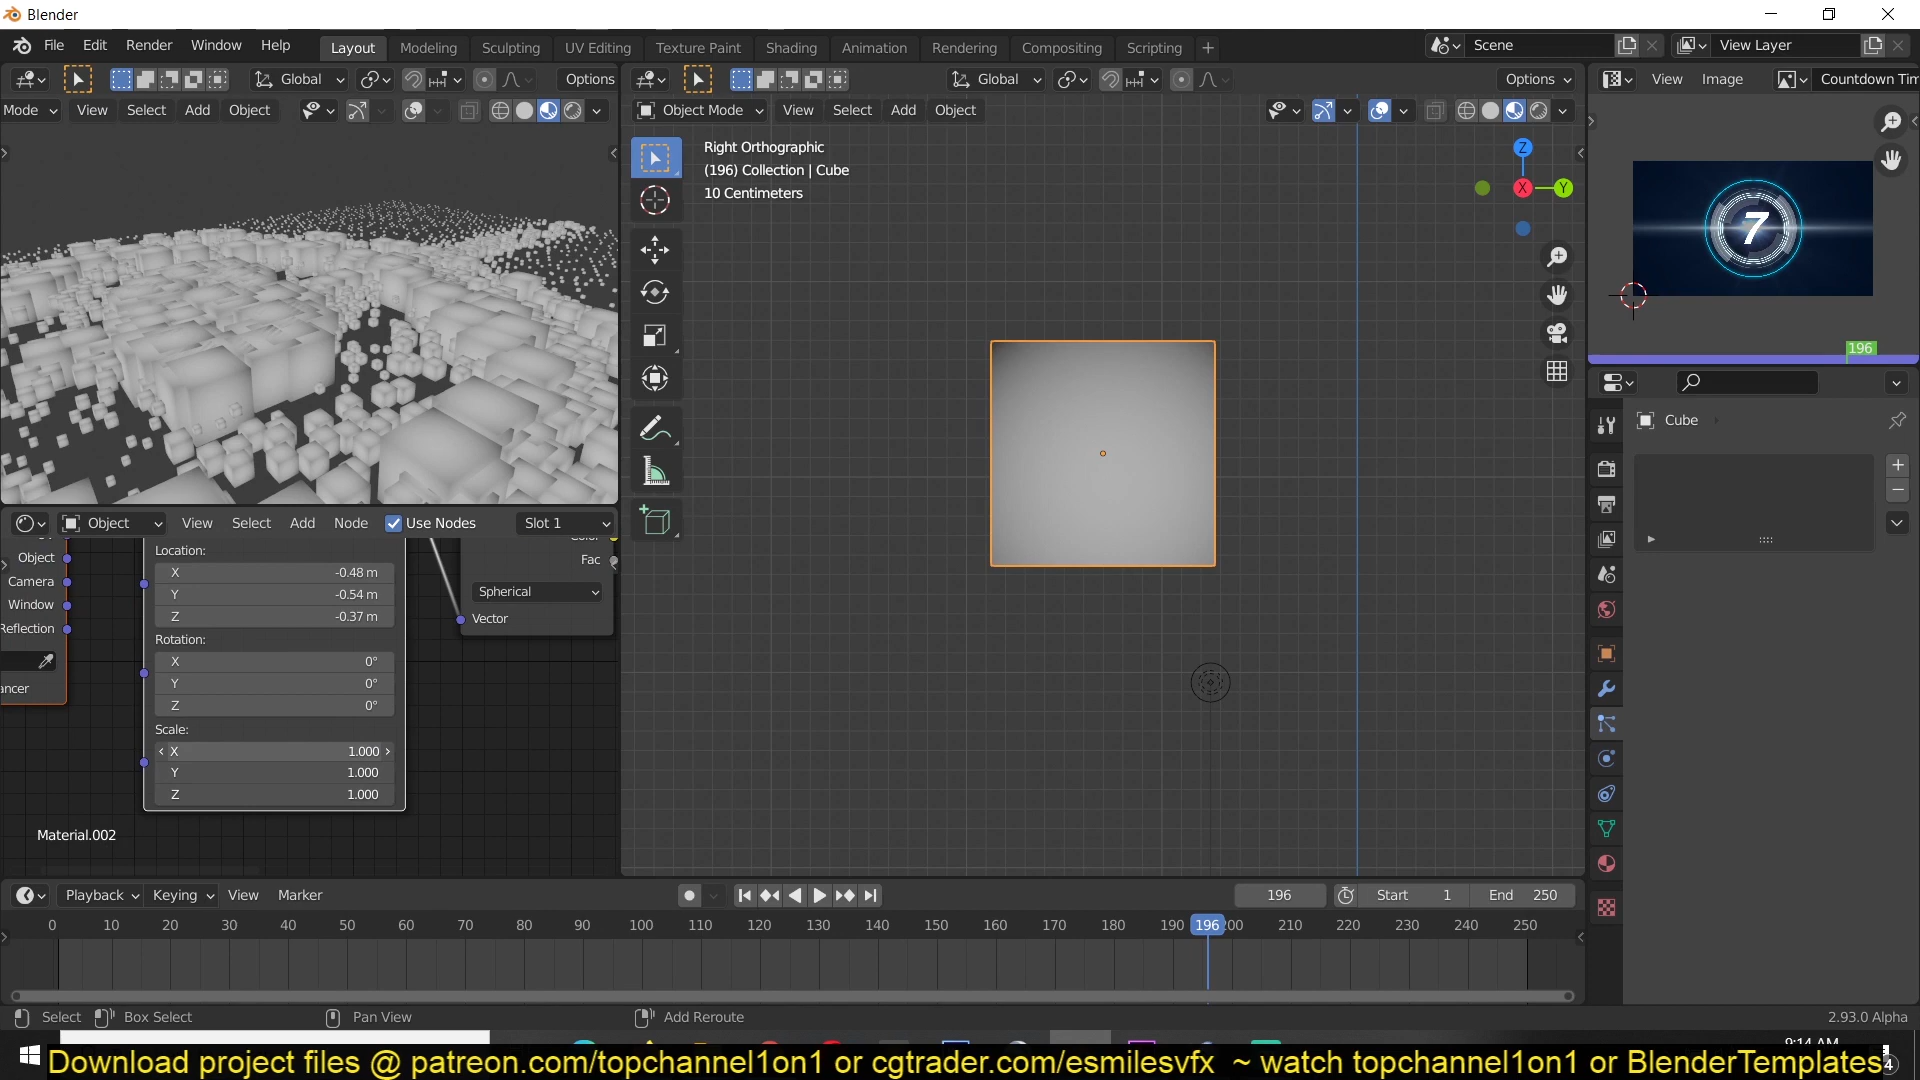 Blender
File Edit Render Window Help
Layout Modeling Sculpting UV Editing Texture Paint Shading Animation Rendering Compositing Scripting +
Scene
View Layer
Global
Options
Global
Options
View Image
Countdown Tim
Mode View Select Add Object
Object Mode View Select Add Object
Right Orthographic
(196) Collection | Cube
10 Centimeters
Z
X
Y
7
196
Cube
Object View Select Add Node Use Nodes Slot 1
Object
Camera
Window
Reflection
ancer
Location:
X -0.48 m
Y -0.54 m
Z -0.37 m
Rotation:
X 0°
Y 0°
Z 0°
Scale:
X 1.000
Y 1.000
Z 1.000
Fac
Spherical
Vector
Material.002
Playback Keying View Marker
196
Start 1
End 250
0 10 20 30 40 50 60 70 80 90 100 110 120 130 140 150 160 170 180 190 196 200 210 220 230 240 250
Select Box Select Pan View Add Reroute
2.93.0 Alpha
9:14 AM
Download project files @ patreon.com/topchannel1on1 or cgtrader.com/esmilesvfx ~ watch topchannel1on1 or BlenderTemplates
4